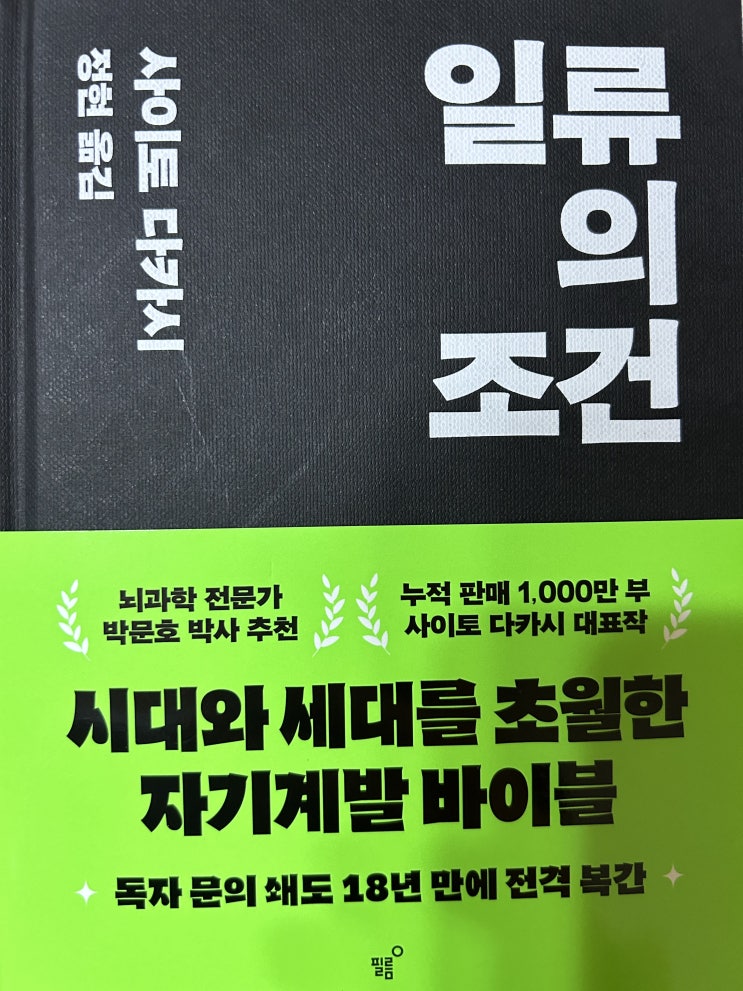 일류
의
조건
사이토 다카시
정현 옮김
뇌과학 전문가
박문호 박사 추천
누적 판매 1,000만 부
사이토 다카시 대표작
시대와 세대를 초월한
자기계발 바이블
독자 문의 쇄도 18년 만에 전격 복간
필름